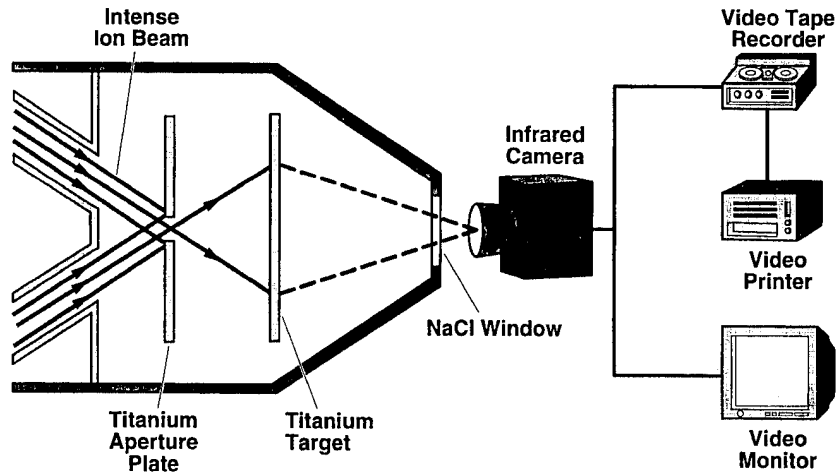 Intense
Ion Beam
Video Tape
Recorder
Infrared
Camera
Video
Printer
NaCl Window
Titanium
Aperture
Plate
Titanium
Target
Video
Monitor